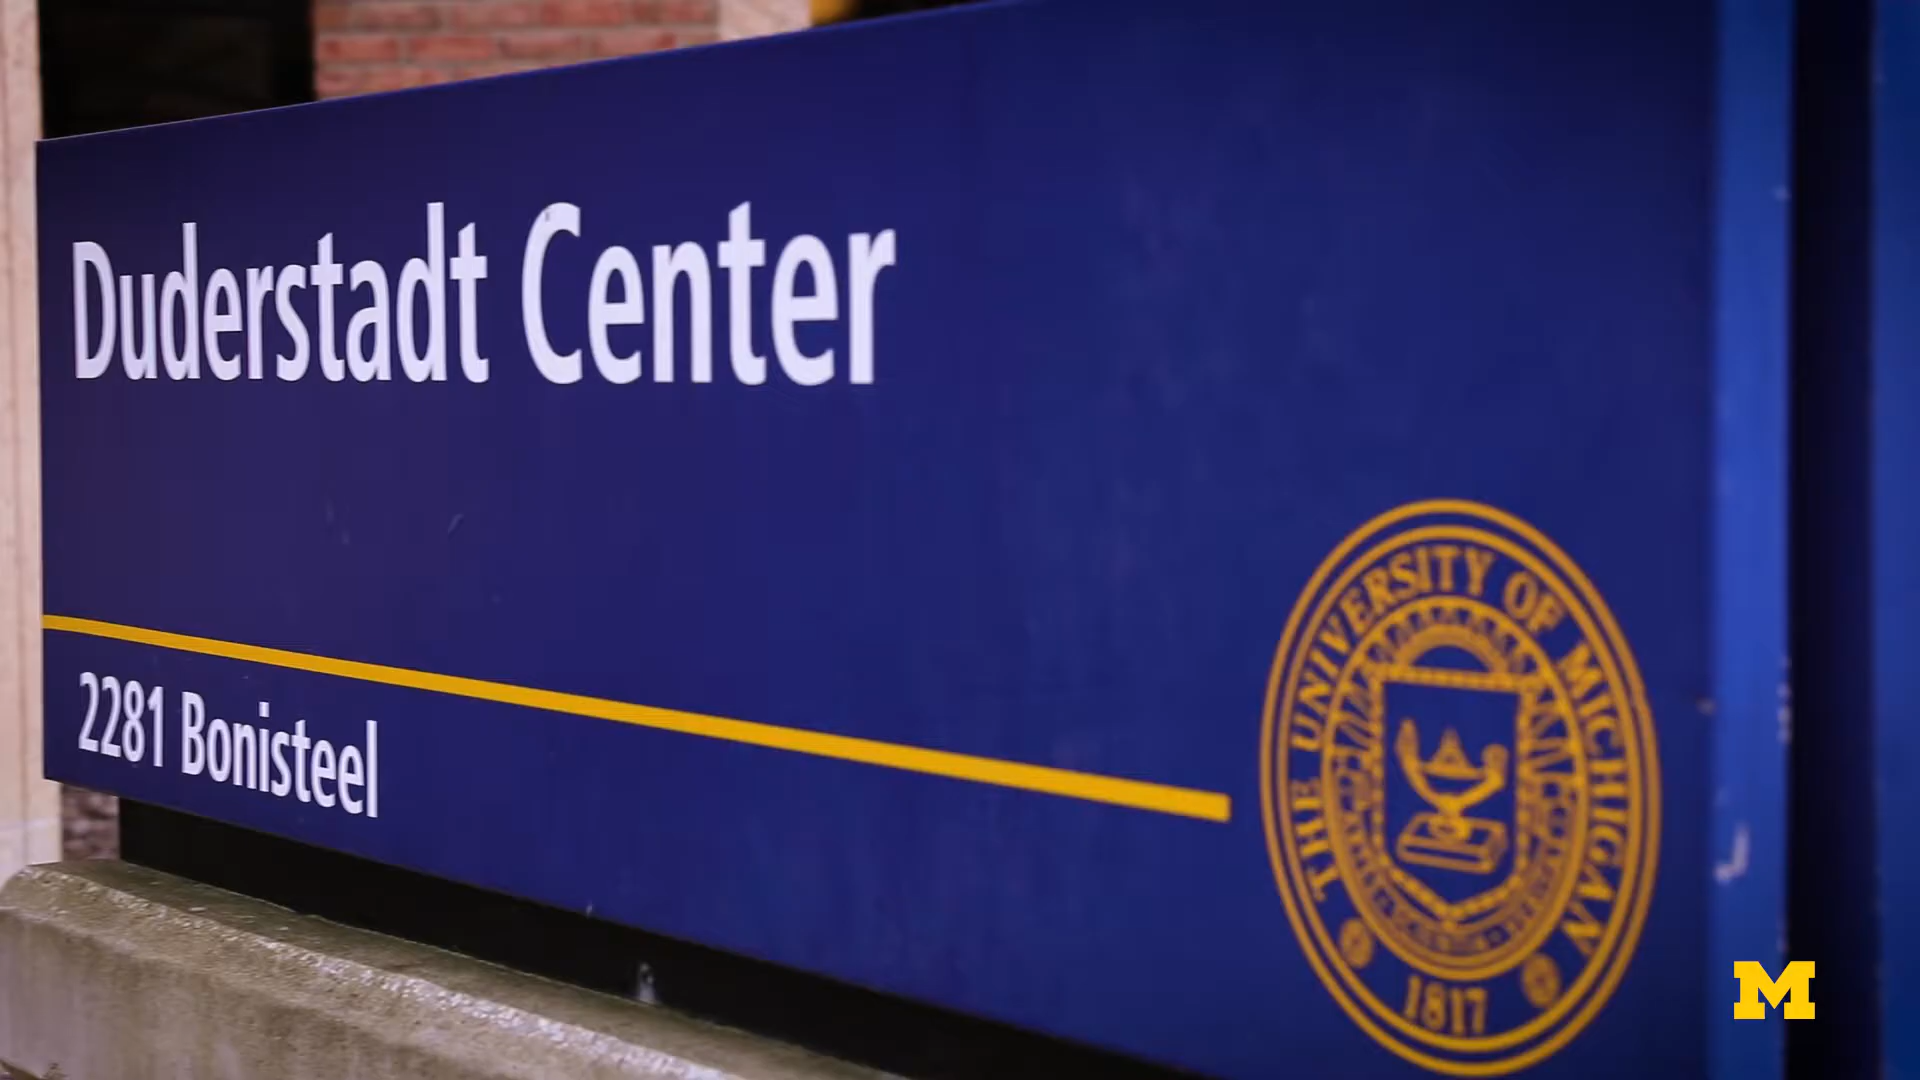 Duderstadt Center
2281 Bonisteel
THE UNIVERSITY OF MICHIGAN
1817
M